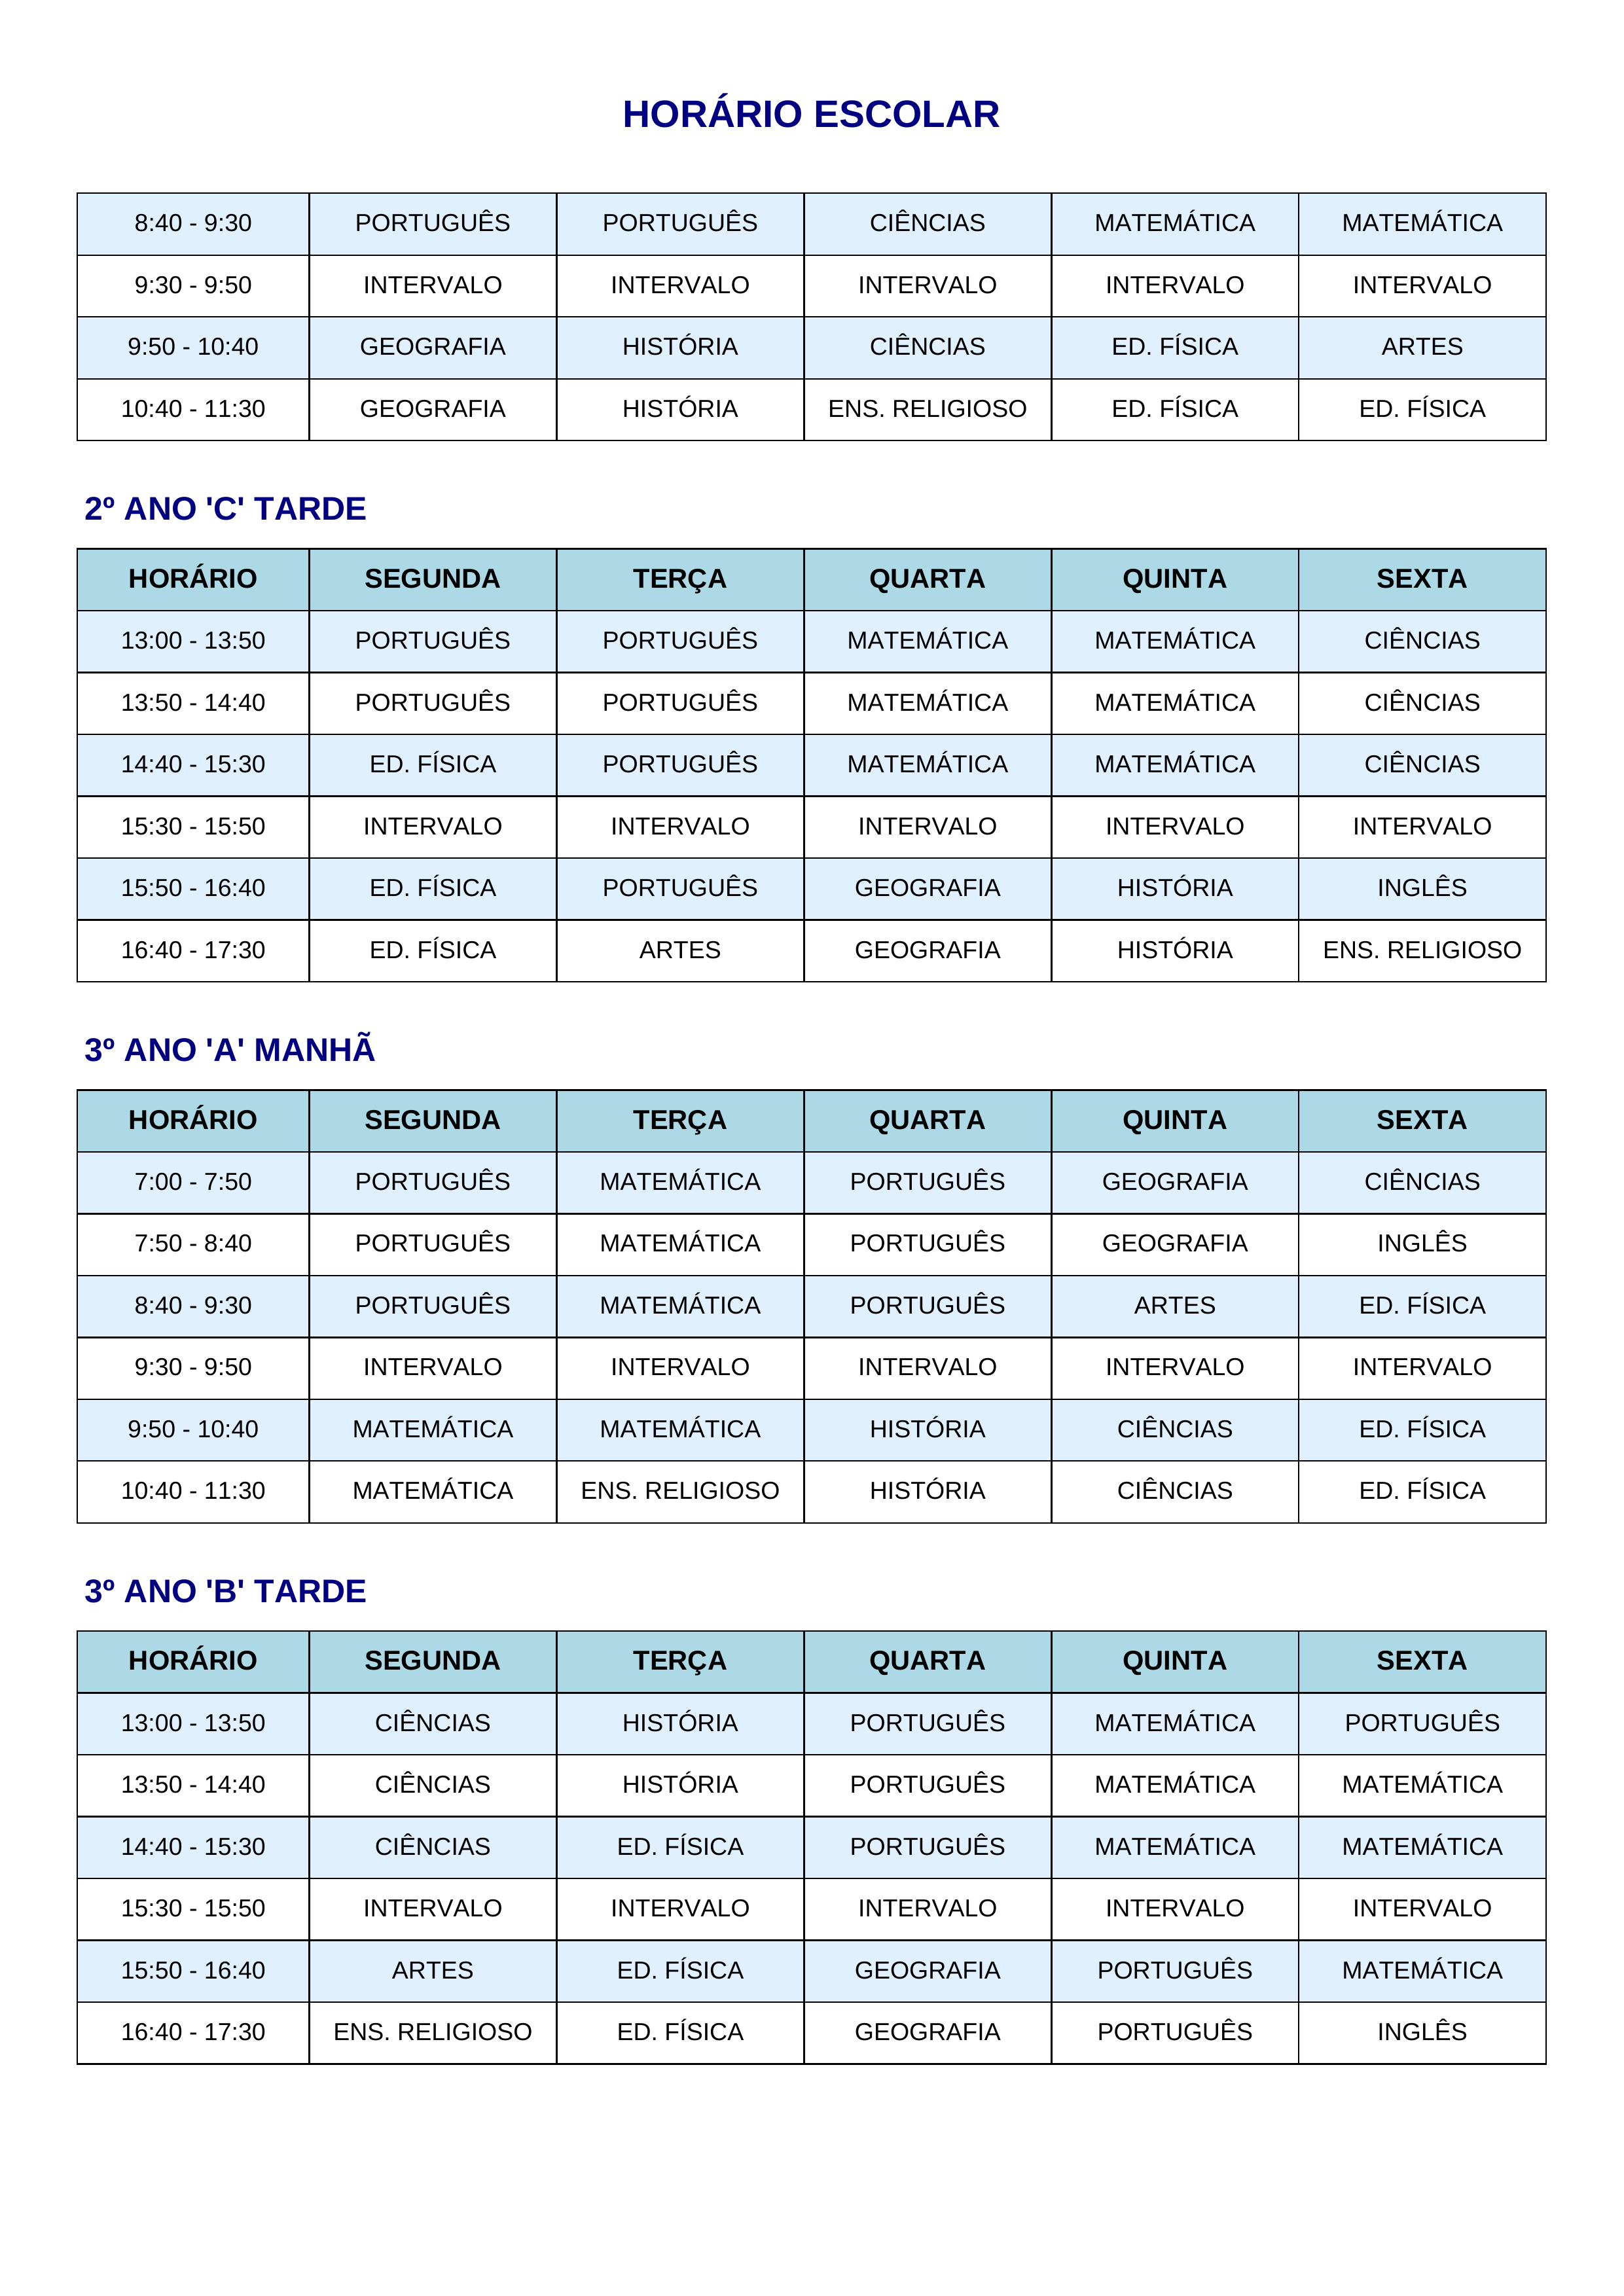 HORÁRIO ESCOLAR
8:40 - 9:30 PORTUGUÊS PORTUGUÊS CIÊNCIAS MATEMÁTICA MATEMÁTICA
9:30 - 9:50 INTERVALO INTERVALO INTERVALO INTERVALO INTERVALO
9:50 - 10:40 GEOGRAFIA HISTÓRIA CIÊNCIAS ED. FÍSICA ARTES
10:40 - 11:30 GEOGRAFIA HISTÓRIA ENS. RELIGIOSO ED. FÍSICA ED. FÍSICA
2º ANO 'C' TARDE
HORÁRIO SEGUNDA TERÇA QUARTA QUINTA SEXTA
13:00 - 13:50 PORTUGUÊS PORTUGUÊS MATEMÁTICA MATEMÁTICA CIÊNCIAS
13:50 - 14:40 PORTUGUÊS PORTUGUÊS MATEMÁTICA MATEMÁTICA CIÊNCIAS
14:40 - 15:30 ED. FÍSICA PORTUGUÊS MATEMÁTICA MATEMÁTICA CIÊNCIAS
15:30 - 15:50 INTERVALO INTERVALO INTERVALO INTERVALO INTERVALO
15:50 - 16:40 ED. FÍSICA PORTUGUÊS GEOGRAFIA HISTÓRIA INGLÊS
16:40 - 17:30 ED. FÍSICA ARTES GEOGRAFIA HISTÓRIA ENS. RELIGIOSO
3º ANO 'A' MANHÃ
HORÁRIO SEGUNDA TERÇA QUARTA QUINTA SEXTA
7:00 - 7:50 PORTUGUÊS MATEMÁTICA PORTUGUÊS GEOGRAFIA CIÊNCIAS
7:50 - 8:40 PORTUGUÊS MATEMÁTICA PORTUGUÊS GEOGRAFIA INGLÊS
8:40 - 9:30 PORTUGUÊS MATEMÁTICA PORTUGUÊS ARTES ED. FÍSICA
9:30 - 9:50 INTERVALO INTERVALO INTERVALO INTERVALO INTERVALO
9:50 - 10:40 MATEMÁTICA MATEMÁTICA HISTÓRIA CIÊNCIAS ED. FÍSICA
10:40 - 11:30 MATEMÁTICA ENS. RELIGIOSO HISTÓRIA CIÊNCIAS ED. FÍSICA
3º ANO 'B' TARDE
HORÁRIO SEGUNDA TERÇA QUARTA QUINTA SEXTA
13:00 - 13:50 CIÊNCIAS HISTÓRIA PORTUGUÊS MATEMÁTICA PORTUGUÊS
13:50 - 14:40 CIÊNCIAS HISTÓRIA PORTUGUÊS MATEMÁTICA MATEMÁTICA
14:40 - 15:30 CIÊNCIAS ED. FÍSICA PORTUGUÊS MATEMÁTICA MATEMÁTICA
15:30 - 15:50 INTERVALO INTERVALO INTERVALO INTERVALO INTERVALO
15:50 - 16:40 ARTES ED. FÍSICA GEOGRAFIA PORTUGUÊS MATEMÁTICA
16:40 - 17:30 ENS. RELIGIOSO ED. FÍSICA GEOGRAFIA PORTUGUÊS INGLÊS